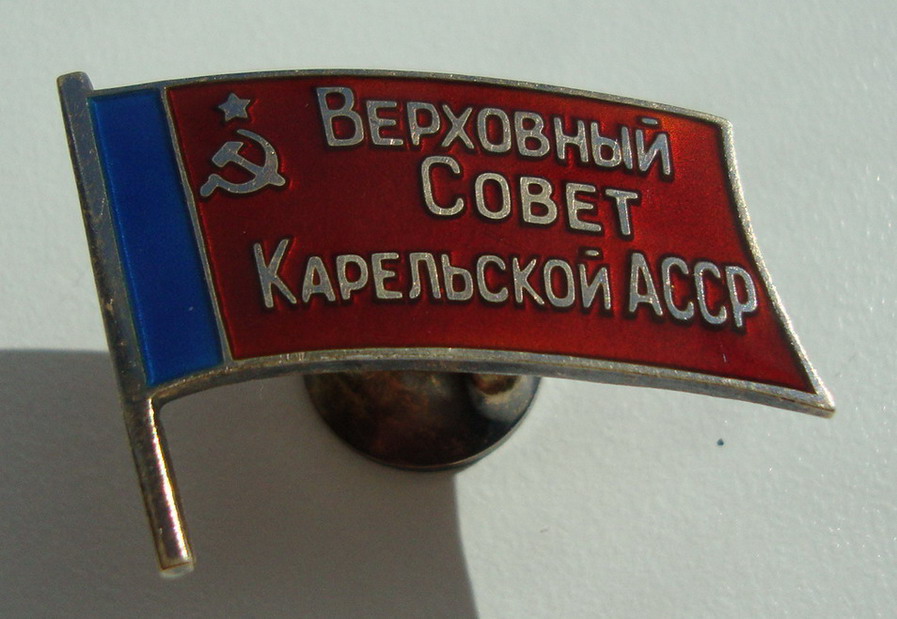 Верховный
Совет
Карельской АССР